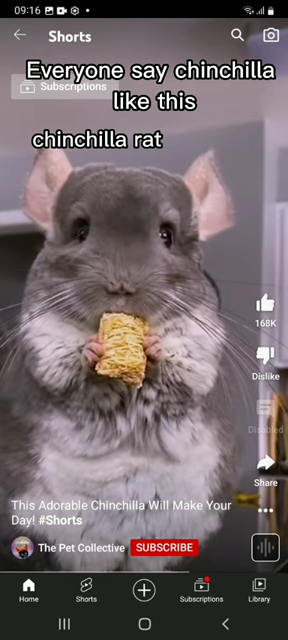 09:16
Shorts
Everyone say chinchilla
Subscriptions
like this
chinchilla rat
168K
Dislike
Disabled
Share
This Adorable Chinchilla Will Make Your
Day! #Shorts
The Pet Collective SUBSCRIBE
Home Shorts Subscriptions Library